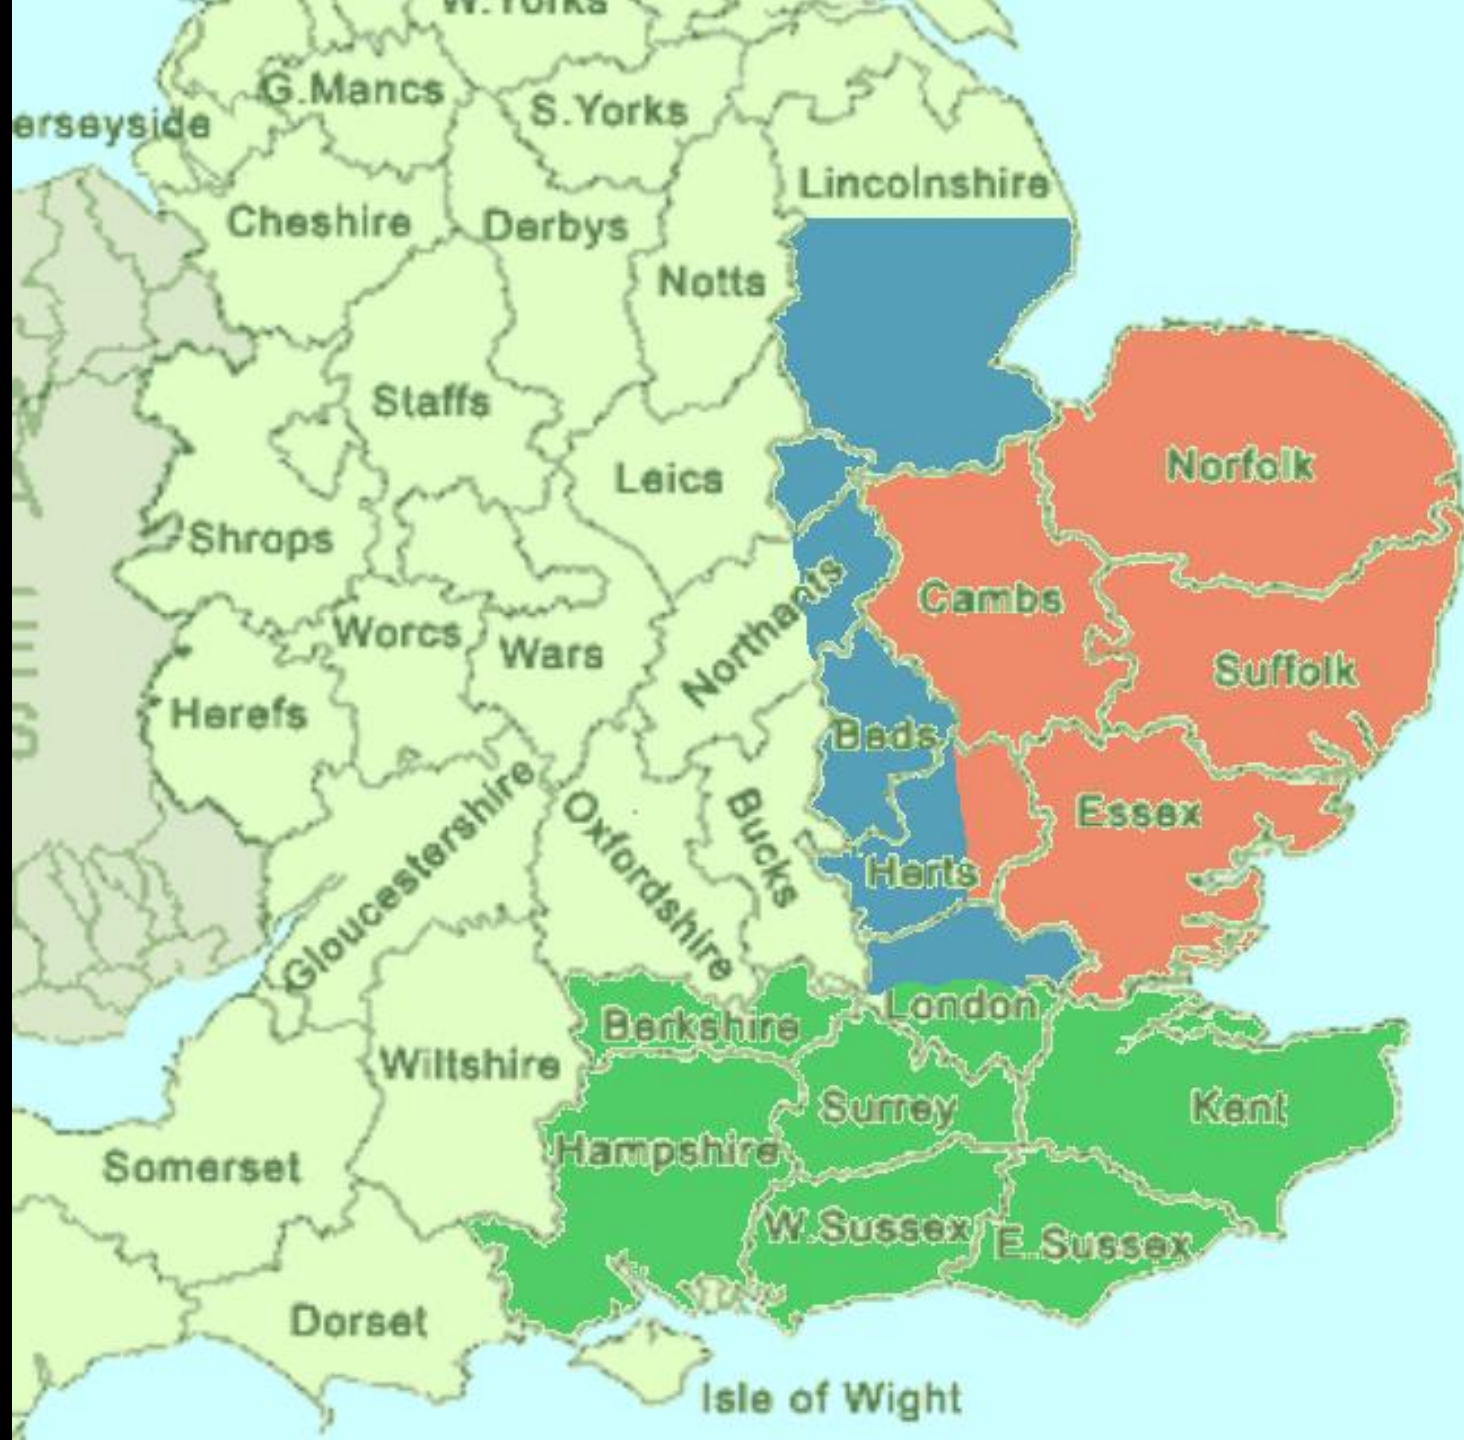 W.Yorks
G.Mancs
S.Yorks
erseyside
Lincolnshire
Cheshire
Derbys
Notts
Staffs
Leics
Norfolk
Shrops
Cambs
Northants
Worcs
Wars
Suffolk
Herefs
Beds
Gloucestershire
Oxfordshire
Bucks
Essex
Herts
London
Berkshire
Wiltshire
Surrey
Kent
Hampshire
Somerset
W.Sussex
E.Sussex
Dorset
Isle of Wight